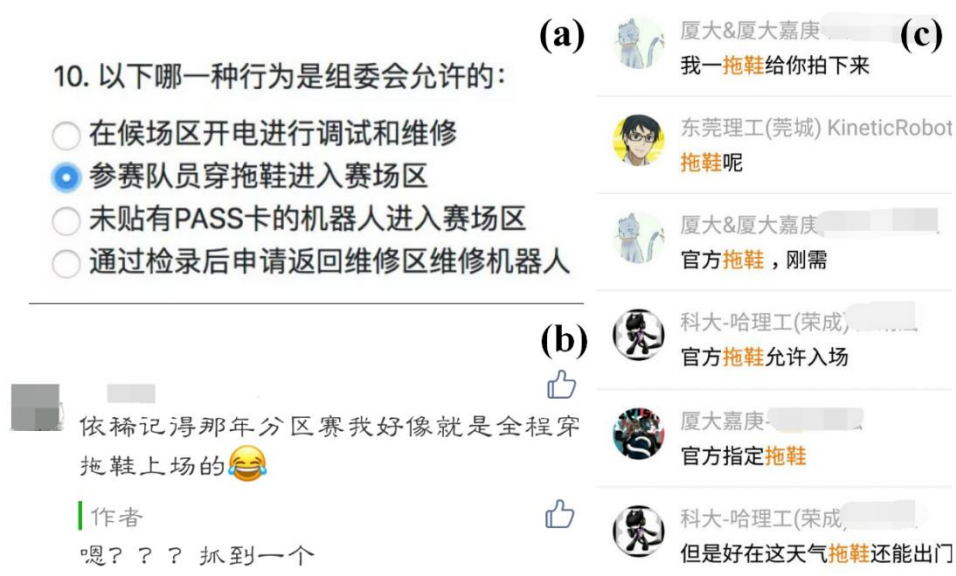 (a)
10. 以下哪一种行为是组委会允许的：
在候场区开电进行调试和维修
参赛队员穿拖鞋进入赛场区
未贴有PASS卡的机器人进入赛场区
通过检录后申请返回维修区维修机器人
(b)
依稀记得那年分区赛我好像就是全程穿
拖鞋上场的😂
作者
嗯？？？抓到一个
(c)
厦大&厦大嘉庚
我一拖鞋给你拍下来
东莞理工(莞城) KineticRobot
拖鞋呢
厦大&厦大嘉庚
官方拖鞋，刚需
科大-哈理工(荣成)
官方拖鞋允许入场
厦大嘉庚-
官方指定拖鞋
科大-哈理工(荣成)
但是好在这天气拖鞋还能出门